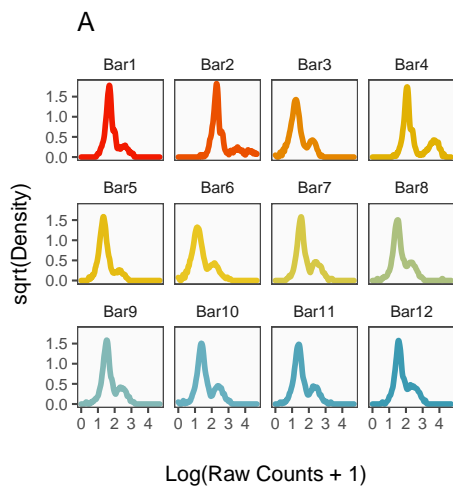 A
Bar1 Bar2 Bar3 Bar4
1.5
1.0
0.5
0.0
Bar5 Bar6 Bar7 Bar8
1.5
1.0
0.5
0.0
sqrt(Density)
Bar9 Bar10 Bar11 Bar12
1.5
1.0
0.5
0.0
0 1 2 3 4 0 1 2 3 4 0 1 2 3 4 0 1 2 3 4
Log(Raw Counts + 1)